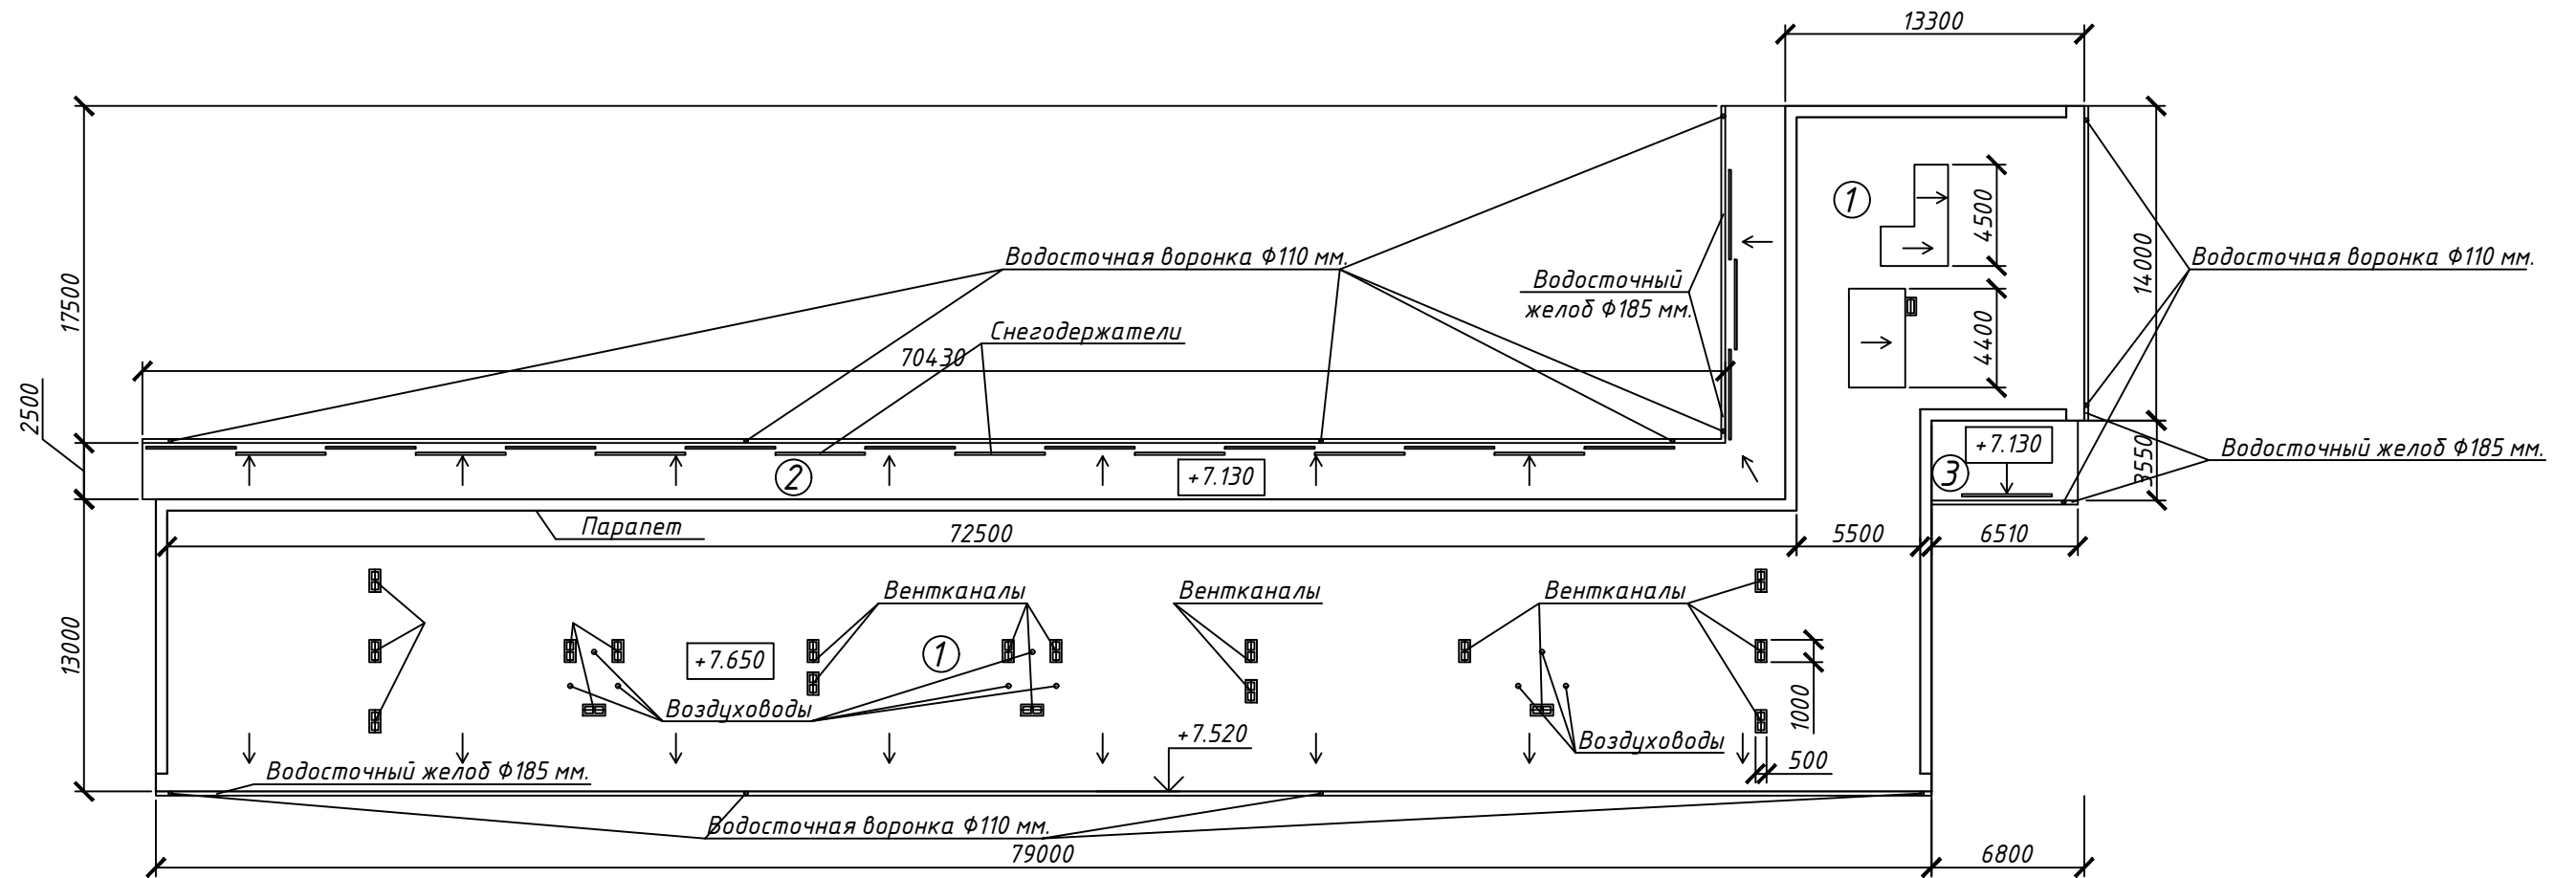 13300
Водосточная воронка Ф110 мм.
Водосточный
желоб Ф185 мм.
Снегодержатели
70430
17500
2500
1
4500
4400
14000
Водосточная воронка Ф110 мм.
+7.130
3550
Водосточный желоб Ф185 мм.
3
2
+7.130
Парапет
72500
5500
6510
13000
Вентканалы
Вентканалы
Вентканалы
+7.650
1
Воздуховоды
1000
+7.520
Воздуховоды
500
Водосточный желоб Ф185 мм.
Водосточная воронка Ф110 мм.
79000
6800